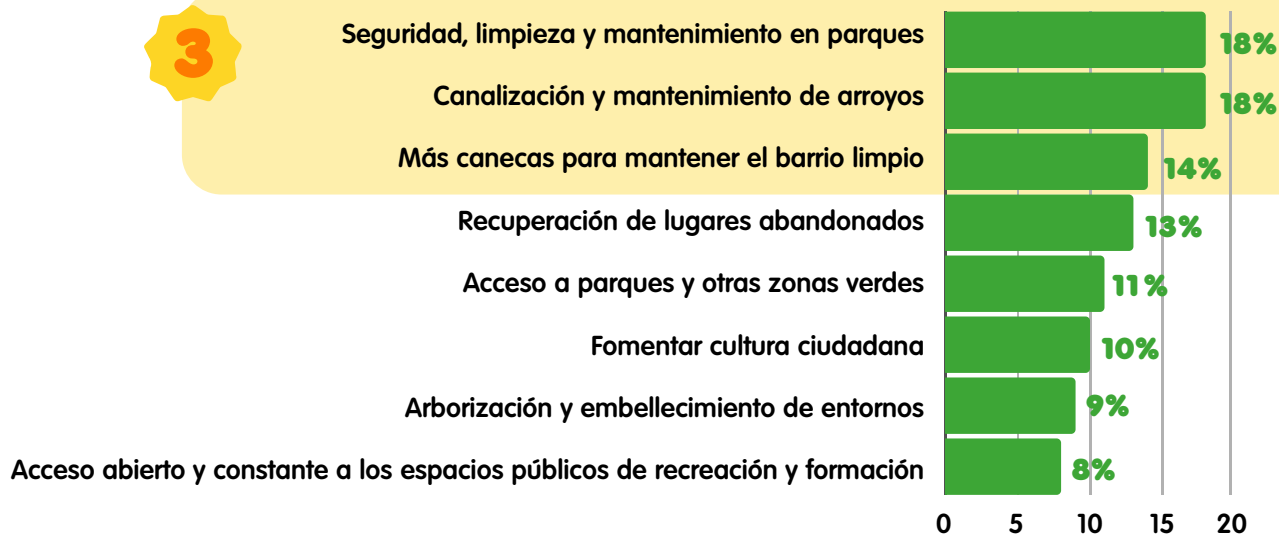 3
Seguridad, limpieza y mantenimiento en parques 18%
Canalización y mantenimiento de arroyos 18%
Más canecas para mantener el barrio limpio 14%
Recuperación de lugares abandonados 13%
Acceso a parques y otras zonas verdes 11%
Fomentar cultura ciudadana 10%
Arborización y embellecimiento de entornos 9%
Acceso abierto y constante a los espacios públicos de recreación y formación 8%
0 5 10 15 20